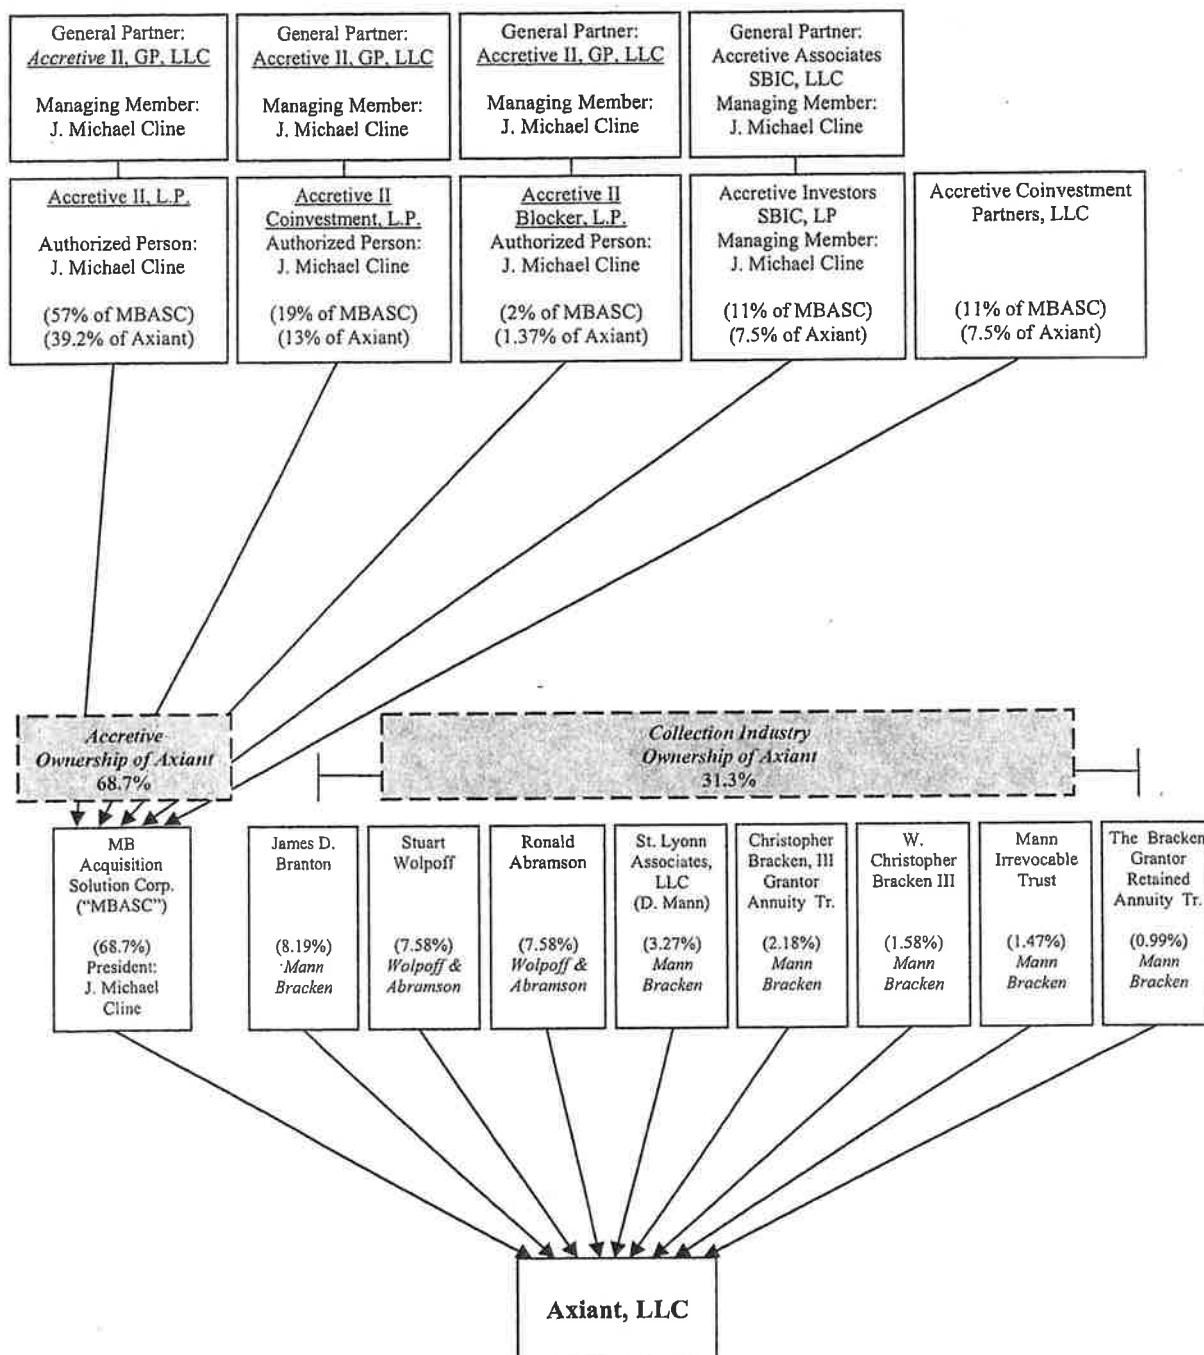 General Partner:
Accretive II, GP, LLC
Managing Member:
J. Michael Cline
General Partner:
Accretive II, GP, LLC
Managing Member:
J. Michael Cline
General Partner:
Accretive II, GP, LLC
Managing Member:
J. Michael Cline
General Partner:
Accretive Associates
SBIC, LLC
Managing Member:
J. Michael Cline
Accretive II, L.P.
Authorized Person:
J. Michael Cline
(57% of MBASC)
(39.2% of Axiant)
Accretive II
Coinvestment, L.P.
Authorized Person:
J. Michael Cline
(19% of MBASC)
(13% of Axiant)
Accretive II
Blocker, L.P.
Authorized Person:
J. Michael Cline
(2% of MBASC)
(1.37% of Axiant)
Accretive Investors
SBIC, LP
Managing Member:
J. Michael Cline
(11% of MBASC)
(7.5% of Axiant)
Accretive Coinvestment
Partners, LLC
(11% of MBASC)
(7.5% of Axiant)
Accretive
Ownership of Axiant
68.7%
Collection Industry
Ownership of Axiant
31.3%
MB
Acquisition
Solution Corp.
("MBASC")
(68.7%)
President:
J. Michael
Cline
James D.
Branton
(8.19%)
Mann
Bracken
Stuart
Wolpoff
(7.58%)
Wolpoff &
Abramson
Ronald
Abramson
(7.58%)
Wolpoff &
Abramson
St. Lyonn
Associates,
LLC
(D. Mann)
(3.27%)
Mann
Bracken
Christopher
Bracken, III
Grantor
Annuity Tr.
(2.18%)
Mann
Bracken
W.
Christopher
Bracken III
(1.58%)
Mann
Bracken
Mann
Irrevocable
Trust
(1.47%)
Mann
Bracken
The Bracken
Grantor
Retained
Annuity Tr.
(0.99%)
Mann
Bracken
Axiant, LLC